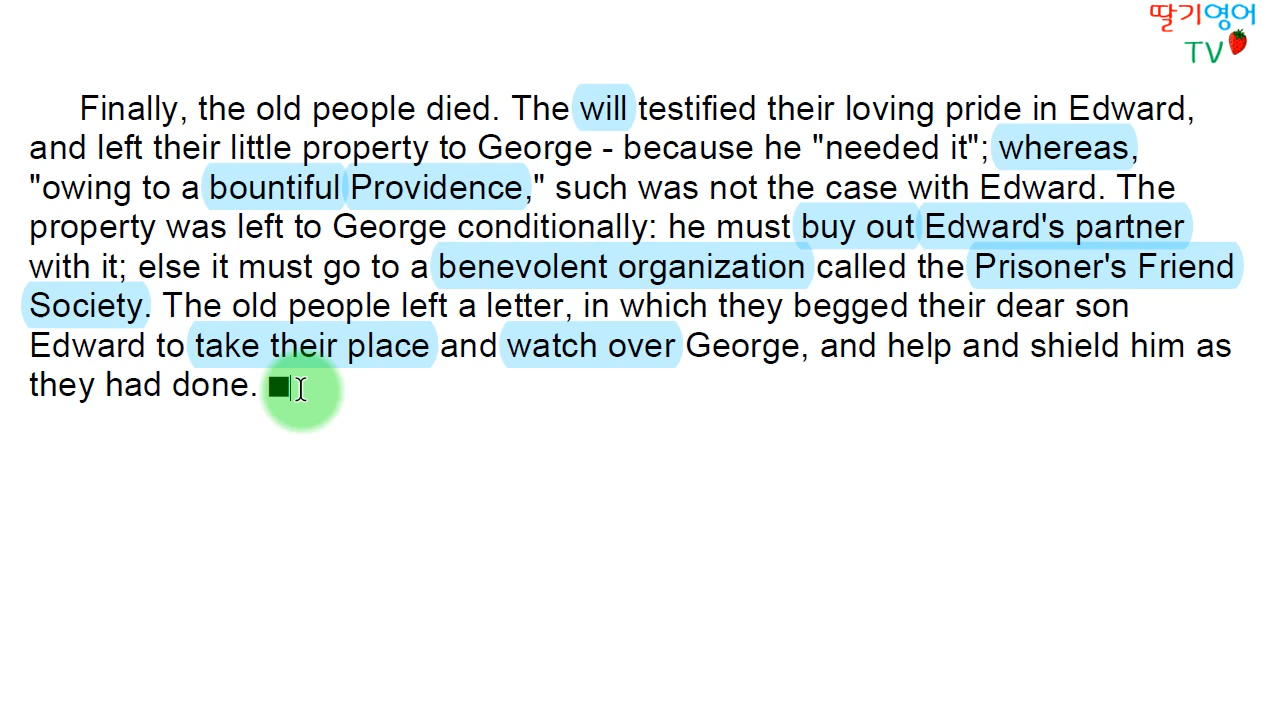 딸기영어
TV
Finally, the old people died. The will testified their loving pride in Edward,
and left their little property to George - because he "needed it"; whereas,
"owing to a bountiful Providence," such was not the case with Edward. The
property was left to George conditionally: he must buy out Edward's partner
with it; else it must go to a benevolent organization called the Prisoner's Friend
Society. The old people left a letter, in which they begged their dear son
Edward to take their place and watch over George, and help and shield him as
they had done. ■